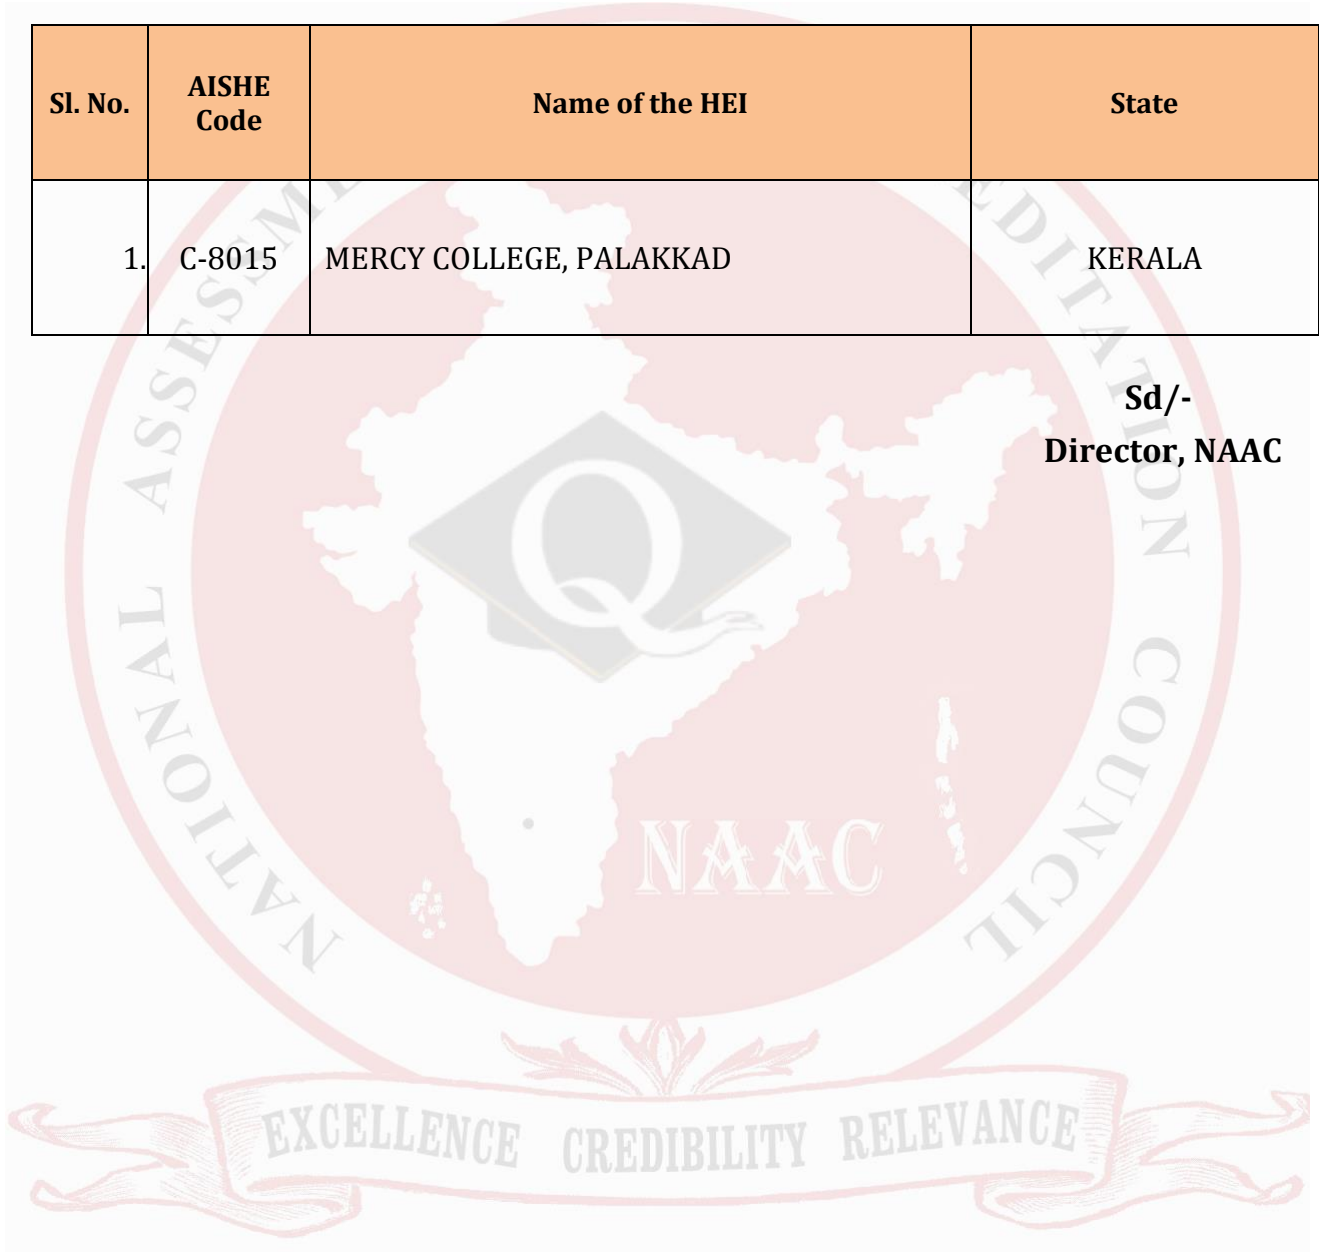 Sl. No. AISHE Code Name of the HEI State
1. C-8015 MERCY COLLEGE, PALAKKAD KERALA
Sd/-
Director, NAAC
NATIONAL ASSESSMENT ACCREDITATION COUNCIL
NAAC
EXCELLENCE CREDIBILITY RELEVANCE